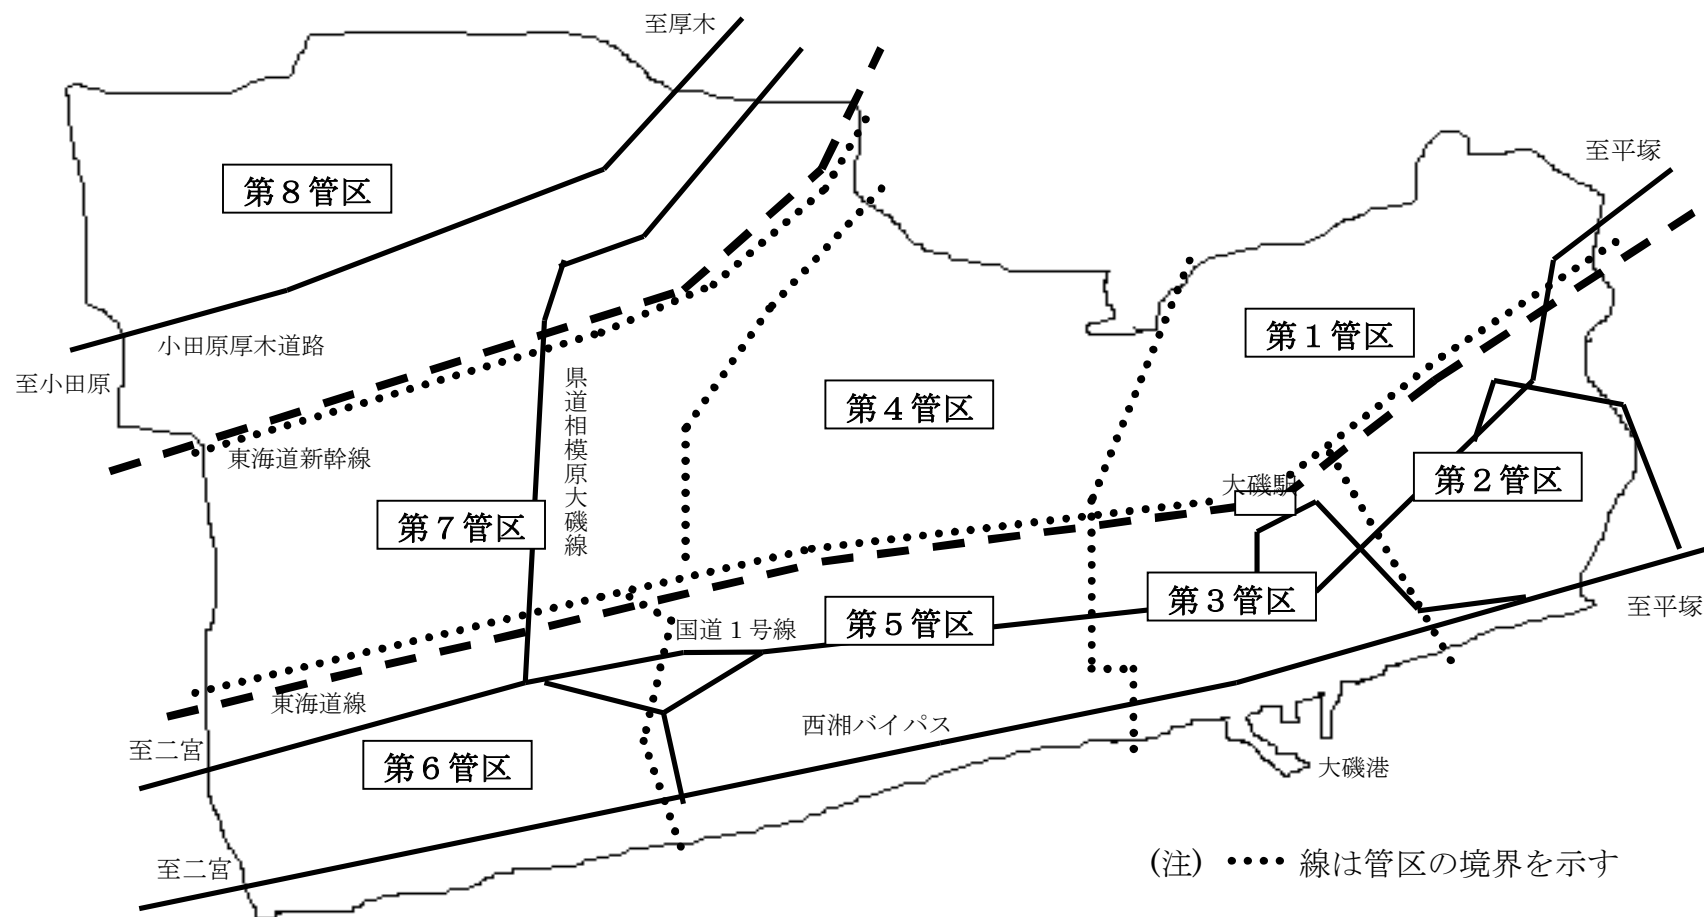 至厚木
至平塚
第８管区
第１管区
小田原厚木道路
至小田原
県道相模原大磯線
第４管区
東海道新幹線
大磯駅
第２管区
第７管区
第３管区
第５管区
国道１号線
至平塚
東海道線
西湘バイパス
至二宮
第６管区
大磯港
至二宮
(注) ‥‥ 線は管区の境界を示す